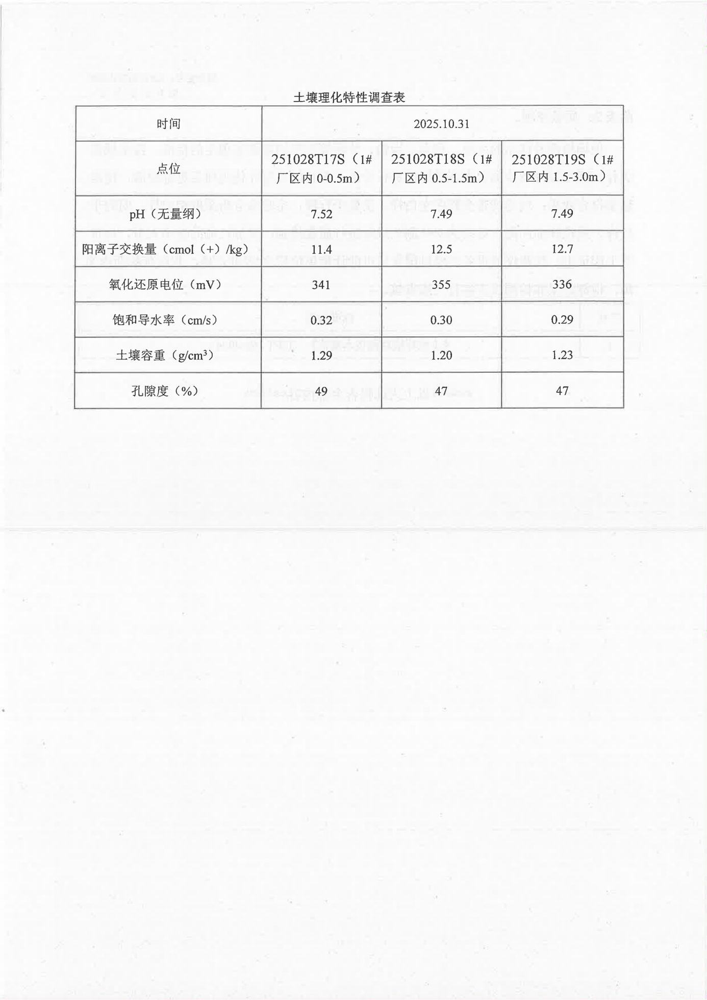 土壤理化特性调查表
时间 2025.10.31
点位 251028T17S（1# 251028T18S（1# 251028T19S（1#
厂区内 0-0.5m） 厂区内 0.5-1.5m） 厂区内 1.5-3.0m）
pH（无量纲） 7.52 7.49 7.49
阳离子交换量（cmol（+）/kg） 11.4 12.5 12.7
氧化还原电位（mV） 341 355 336
饱和导水率（cm/s） 0.32 0.30 0.29
土壤容重（g/cm³） 1.29 1.20 1.23
孔隙度（%） 49 47 47